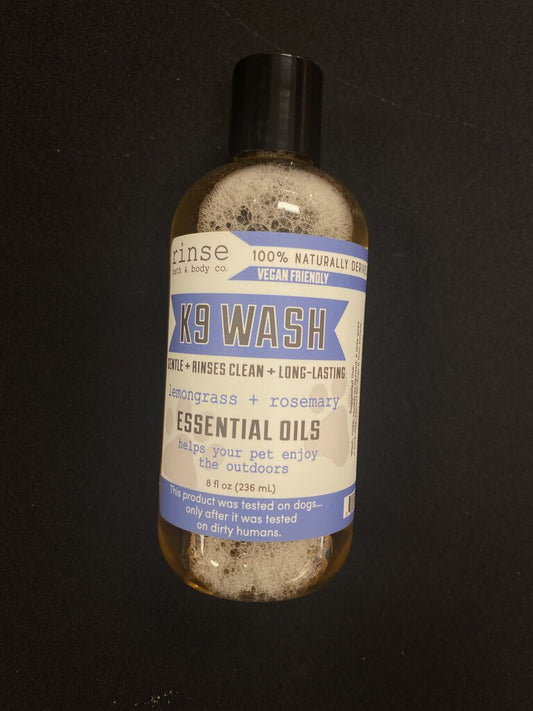 rinse
bath & body co.
100% NATURALLY DERIVE
VEGAN FRIENDLY
K9 WASH
GENTLE + RINSES CLEAN + LONG-LASTING
lemongrass + rosemary
ESSENTIAL OILS
helps your pet enjoy
the outdoors
8 fl oz (236 mL)
This product was tested on dogs...
only after it was tested
on dirty humans.